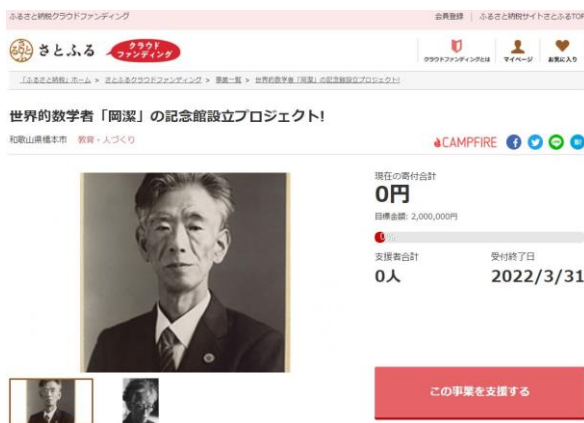 ふるさと納税クラウドファンディング
会員登録 | ふるさと納税サイトさとふるTOP
さとふる クラウドファンディング
クラウドファンディングとは マイページ お気に入り
「ふるさと納税」ホーム > さとふるクラウドファンディング > 事業一覧 > 世界的数学者「岡潔」の記念館設立プロジェクト!
世界的数学者「岡潔」の記念館設立プロジェクト!
和歌山県橋本市 教育・人づくり
CAMPFIRE
現在の寄付合計
0円
目標金額: 2,000,000円
0%
支援者合計 受付終了日
0人 2022/3/31
この事業を支援する